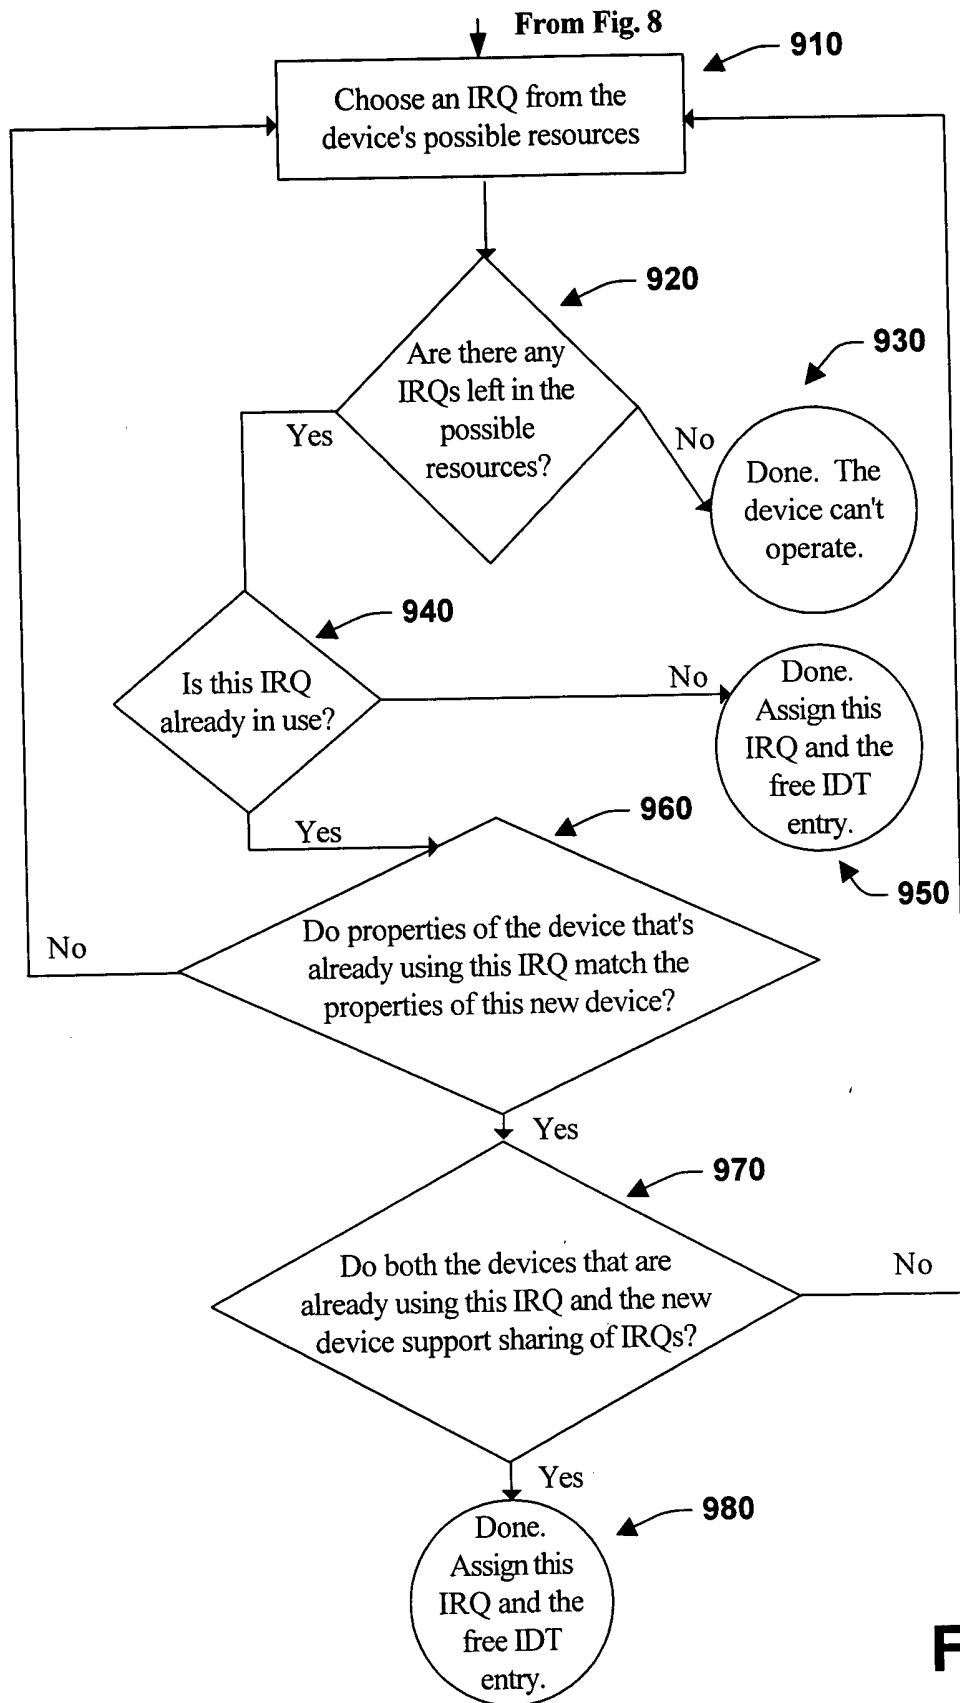 From Fig. 8
910
Choose an IRQ from the
device's possible resources
920
Are there any
IRQs left in the
possible
resources?
Yes
No
930
Done. The
device can't
operate.
940
Is this IRQ
already in use?
No
Done.
Assign this
IRQ and the
free IDT
entry.
950
Yes
960
Do properties of the device that's
already using this IRQ match the
properties of this new device?
No
Yes
970
Do both the devices that are
already using this IRQ and the new
device support sharing of IRQs?
No
Yes
980
Done.
Assign this
IRQ and the
free IDT
entry.
F